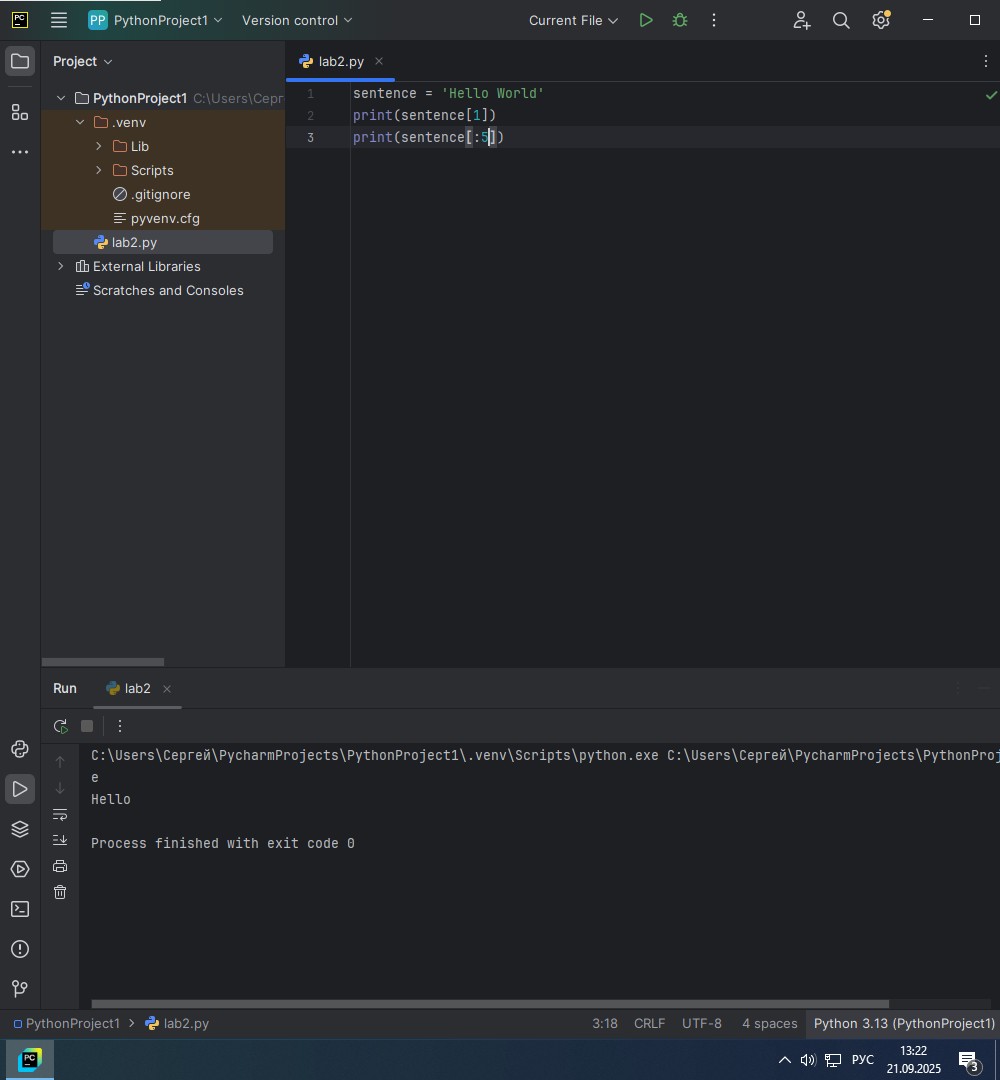 PC PP PythonProject1 Version control Current File
Project
lab2.py
PythonProject1 C:\Users\Серг
.venv
Lib
Scripts
.gitignore
pyvenv.cfg
lab2.py
External Libraries
Scratches and Consoles
1 sentence = 'Hello World'
2 print(sentence[1])
3 print(sentence[:5])
Run lab2
C:\Users\Сергей\PycharmProjects\PythonProject1\.venv\Scripts\python.exe C:\Users\Сергей\PycharmProjects\PythonProj
e
Hello
Process finished with exit code 0
PythonProject1 > lab2.py 3:18 CRLF UTF-8 4 spaces Python 3.13 (PythonProject1)
PC РУС 13:22
21.09.2025 3